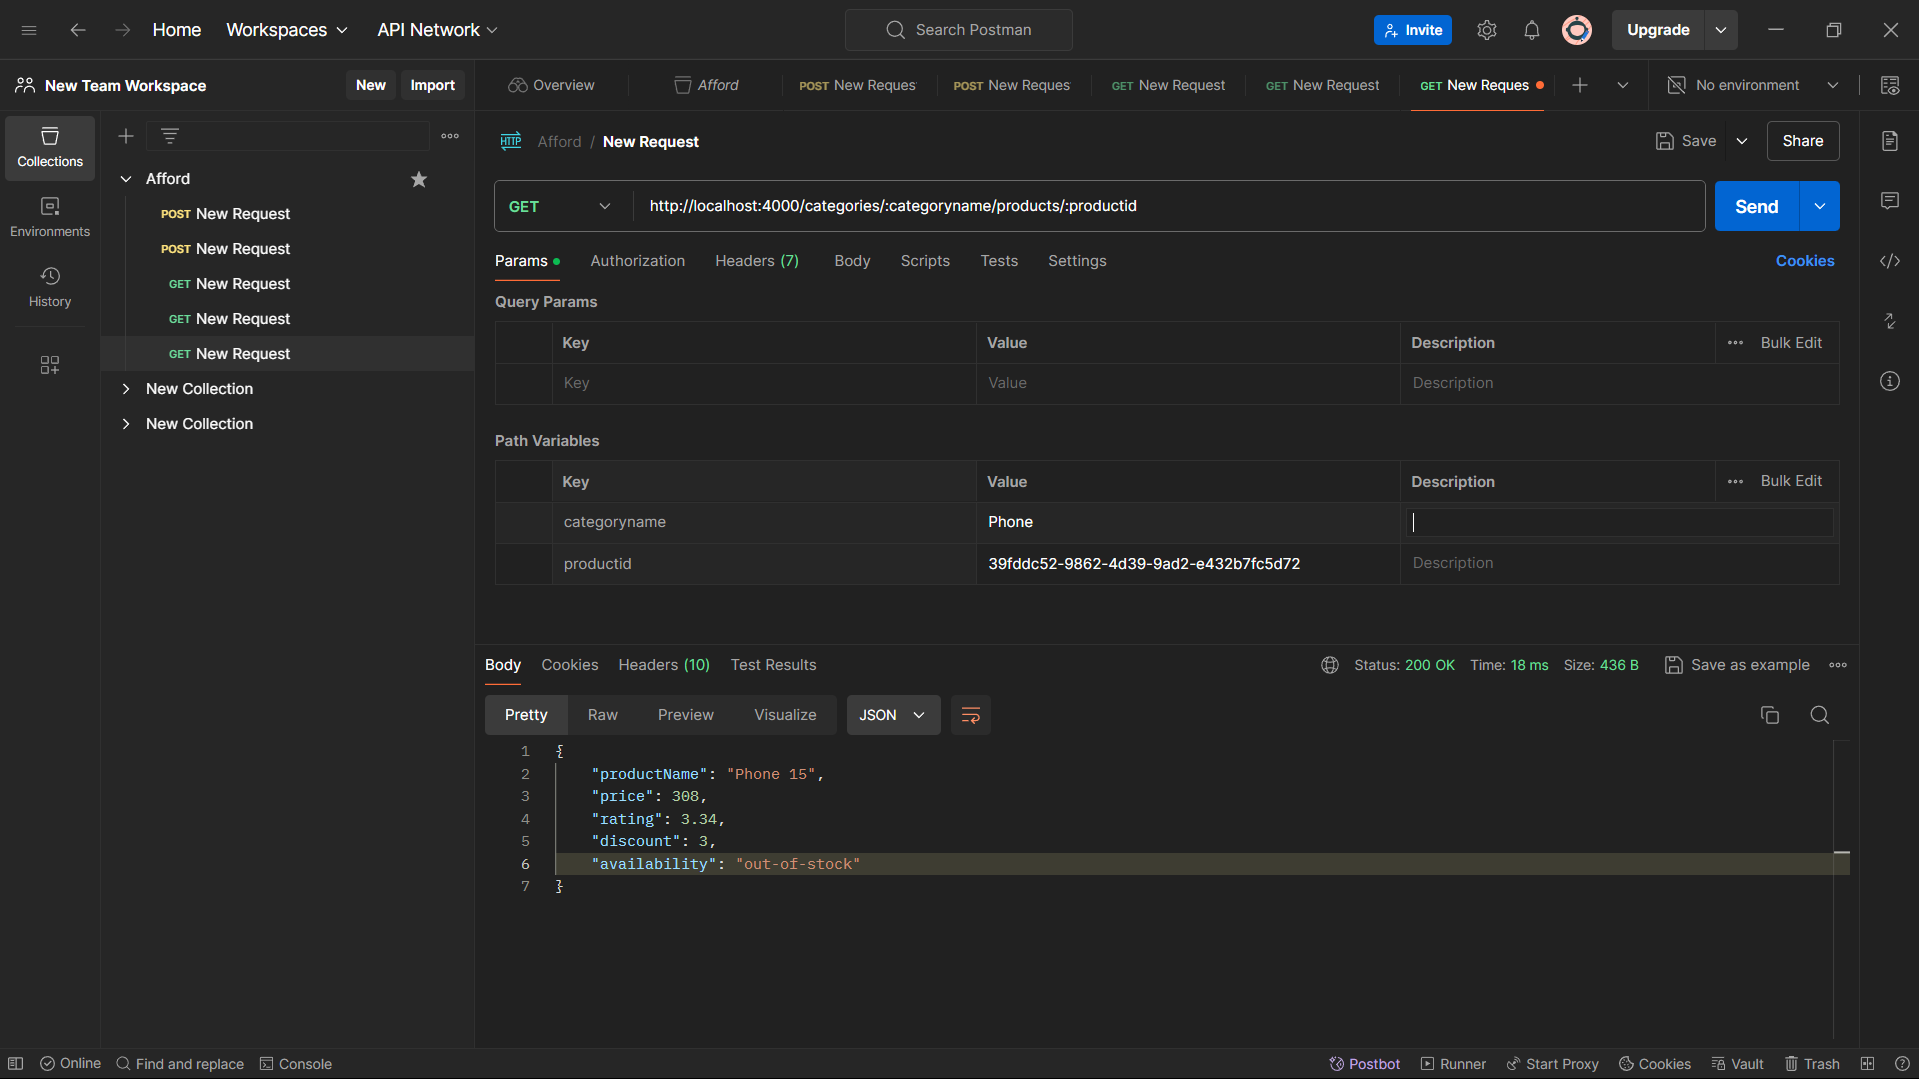 Home Workspaces API Network Search Postman Invite Upgrade
New Team Workspace New Import Overview Afford POST New Reques POST New Reques GET New Request GET New Request GET New Reques No environment
Collections
Environments
History
Afford
POST New Request
POST New Request
GET New Request
GET New Request
GET New Request
New Collection
New Collection
HTTP Afford / New Request Save Share
GET http://localhost:4000/categories/:categoryname/products/:productid Send
Params Authorization Headers (7) Body Scripts Tests Settings Cookies
Query Params
Key Value Description Bulk Edit
Key Value Description
Path Variables
Key Value Description Bulk Edit
categoryname Phone
productid 39fddc52-9862-4d39-9ad2-e432b7fc5d72 Description
Body Cookies Headers (10) Test Results Status: 200 OK Time: 18 ms Size: 436 B Save as example
Pretty Raw Preview Visualize JSON
1 {
2 "productName": "Phone 15",
3 "price": 308,
4 "rating": 3.34,
5 "discount": 3,
6 "availability": "out-of-stock"
7 }
Online Find and replace Console Postbot Runner Start Proxy Cookies Vault Trash